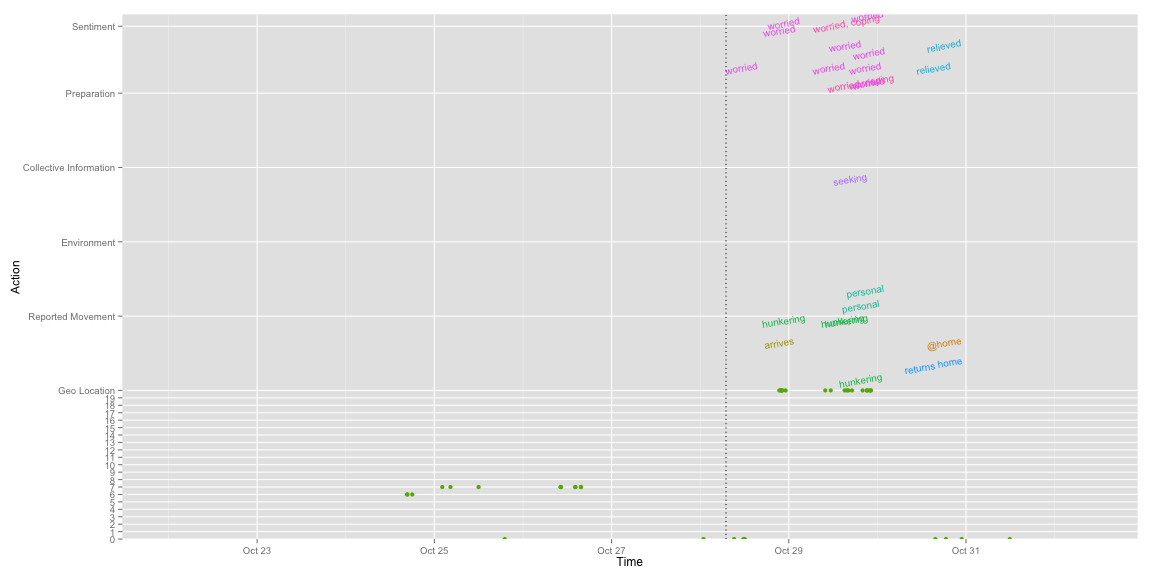 Sentiment
worried
worried
worried
worried, coping
worried
worried
relieved
worried
worried
worried
relieved
Preparation
Collective Information
seeking
Environment
personal
personal
Reported Movement
hunkering
hunkering
arrives
@home
returns home
hunkering
Geo Location
19
18
17
16
15
14
13
12
11
10
9
8
7
6
5
4
3
2
1
0
Oct 23
Oct 25
Oct 27
Oct 29
Oct 31
Time
Action